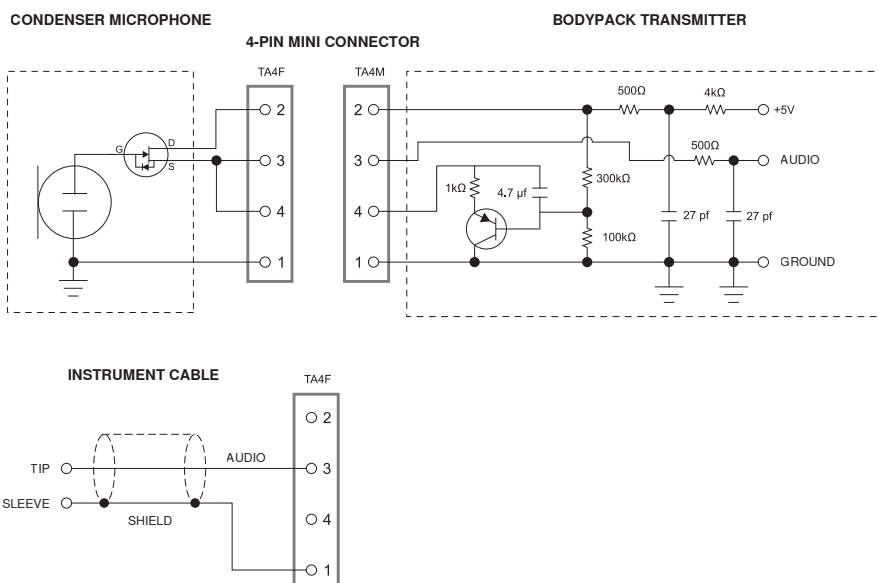 CONDENSER MICROPHONE
BODYPACK TRANSMITTER
4-PIN MINI CONNECTOR
TA4F
TA4M
500Ω
4kΩ
2
2
+5V
G
D
S
500Ω
3
3
AUDIO
1kΩ
4.7 µf
300kΩ
4
4
27 pf
27 pf
100kΩ
1
1
GROUND
INSTRUMENT CABLE
TA4F
2
AUDIO
TIP
3
SLEEVE
SHIELD
4
1